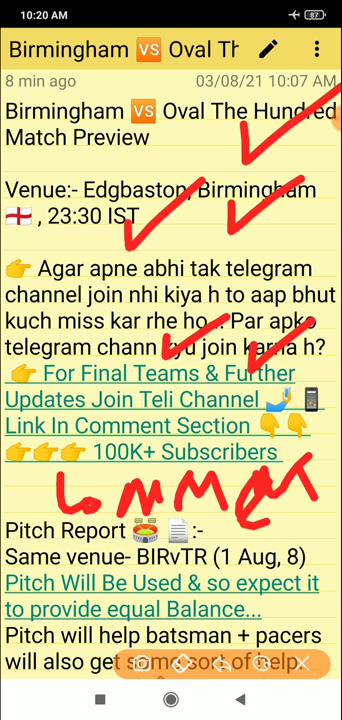 10:20 AM 87
Birmingham 🆚 Oval Th
8 min ago 03/08/21 10:07 AM
Birmingham 🆚 Oval The Hundred
Match Preview
Venue:- Edgbaston, Birmingham
🏴󠁧󠁢󠁥󠁮󠁧󠁿 , 23:30 IST
👉 Agar apne abhi tak telegram
channel join nhi kiya h to aap bhut
kuch miss kar rhe ho... Par apko
telegram chann kyu join karna h?
👉 For Final Teams & Further
Updates Join Teli Channel 🤳
Link In Comment Section 👇👇
👉👉👉 100K+ Subscribers
Comment
Pitch Report 🏟 📄:-
Same venue- BIRvTR (1 Aug, 8)
Pitch Will Be Used & so expect it
to provide equal Balance...
Pitch will help batsman + pacers
will also get some sort of help.